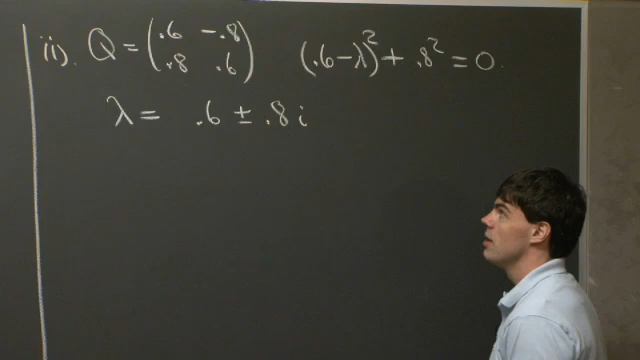 ii). Q = (.6 -.8 .8 .6) (.6-λ)² + .8² = 0.
λ = .6 ± .8 i